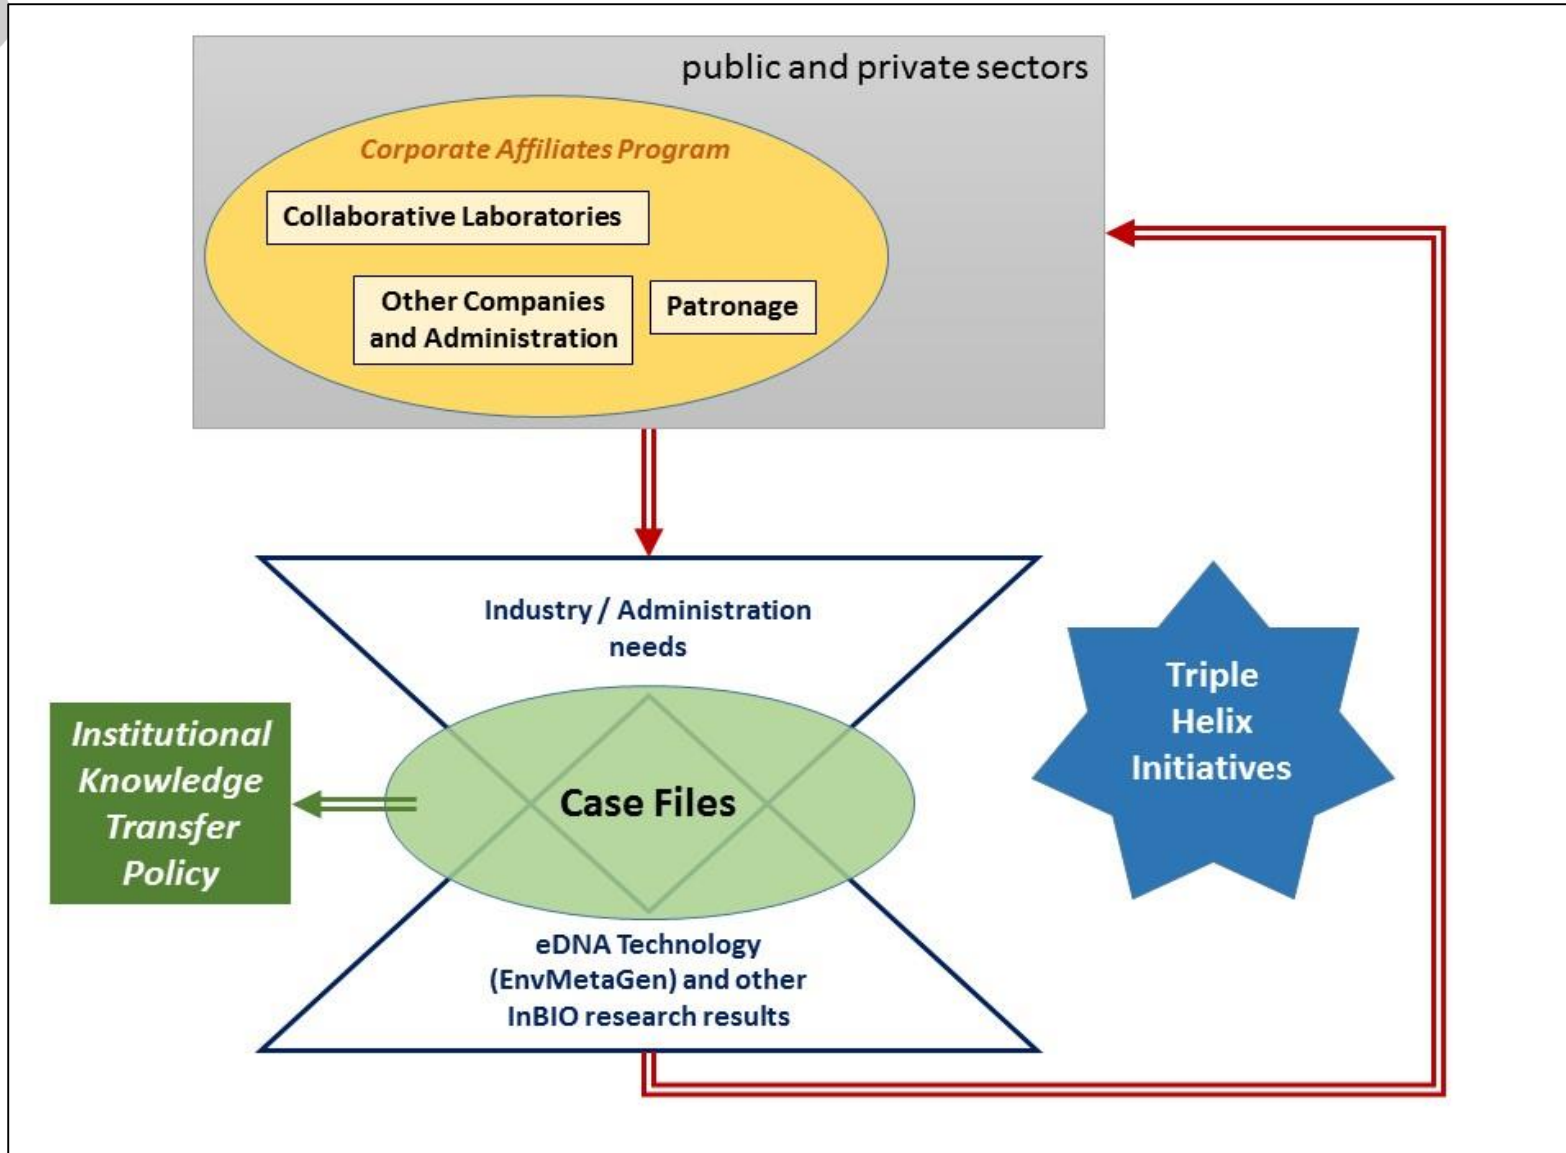 public and private sectors
Corporate Affiliates Program
Collaborative Laboratories
Other Companies
and Administration
Patronage
Industry / Administration
needs
Triple
Helix
Initiatives
Institutional
Knowledge
Transfer
Policy
Case Files
eDNA Technology
(EnvMetaGen) and other
InBIO research results